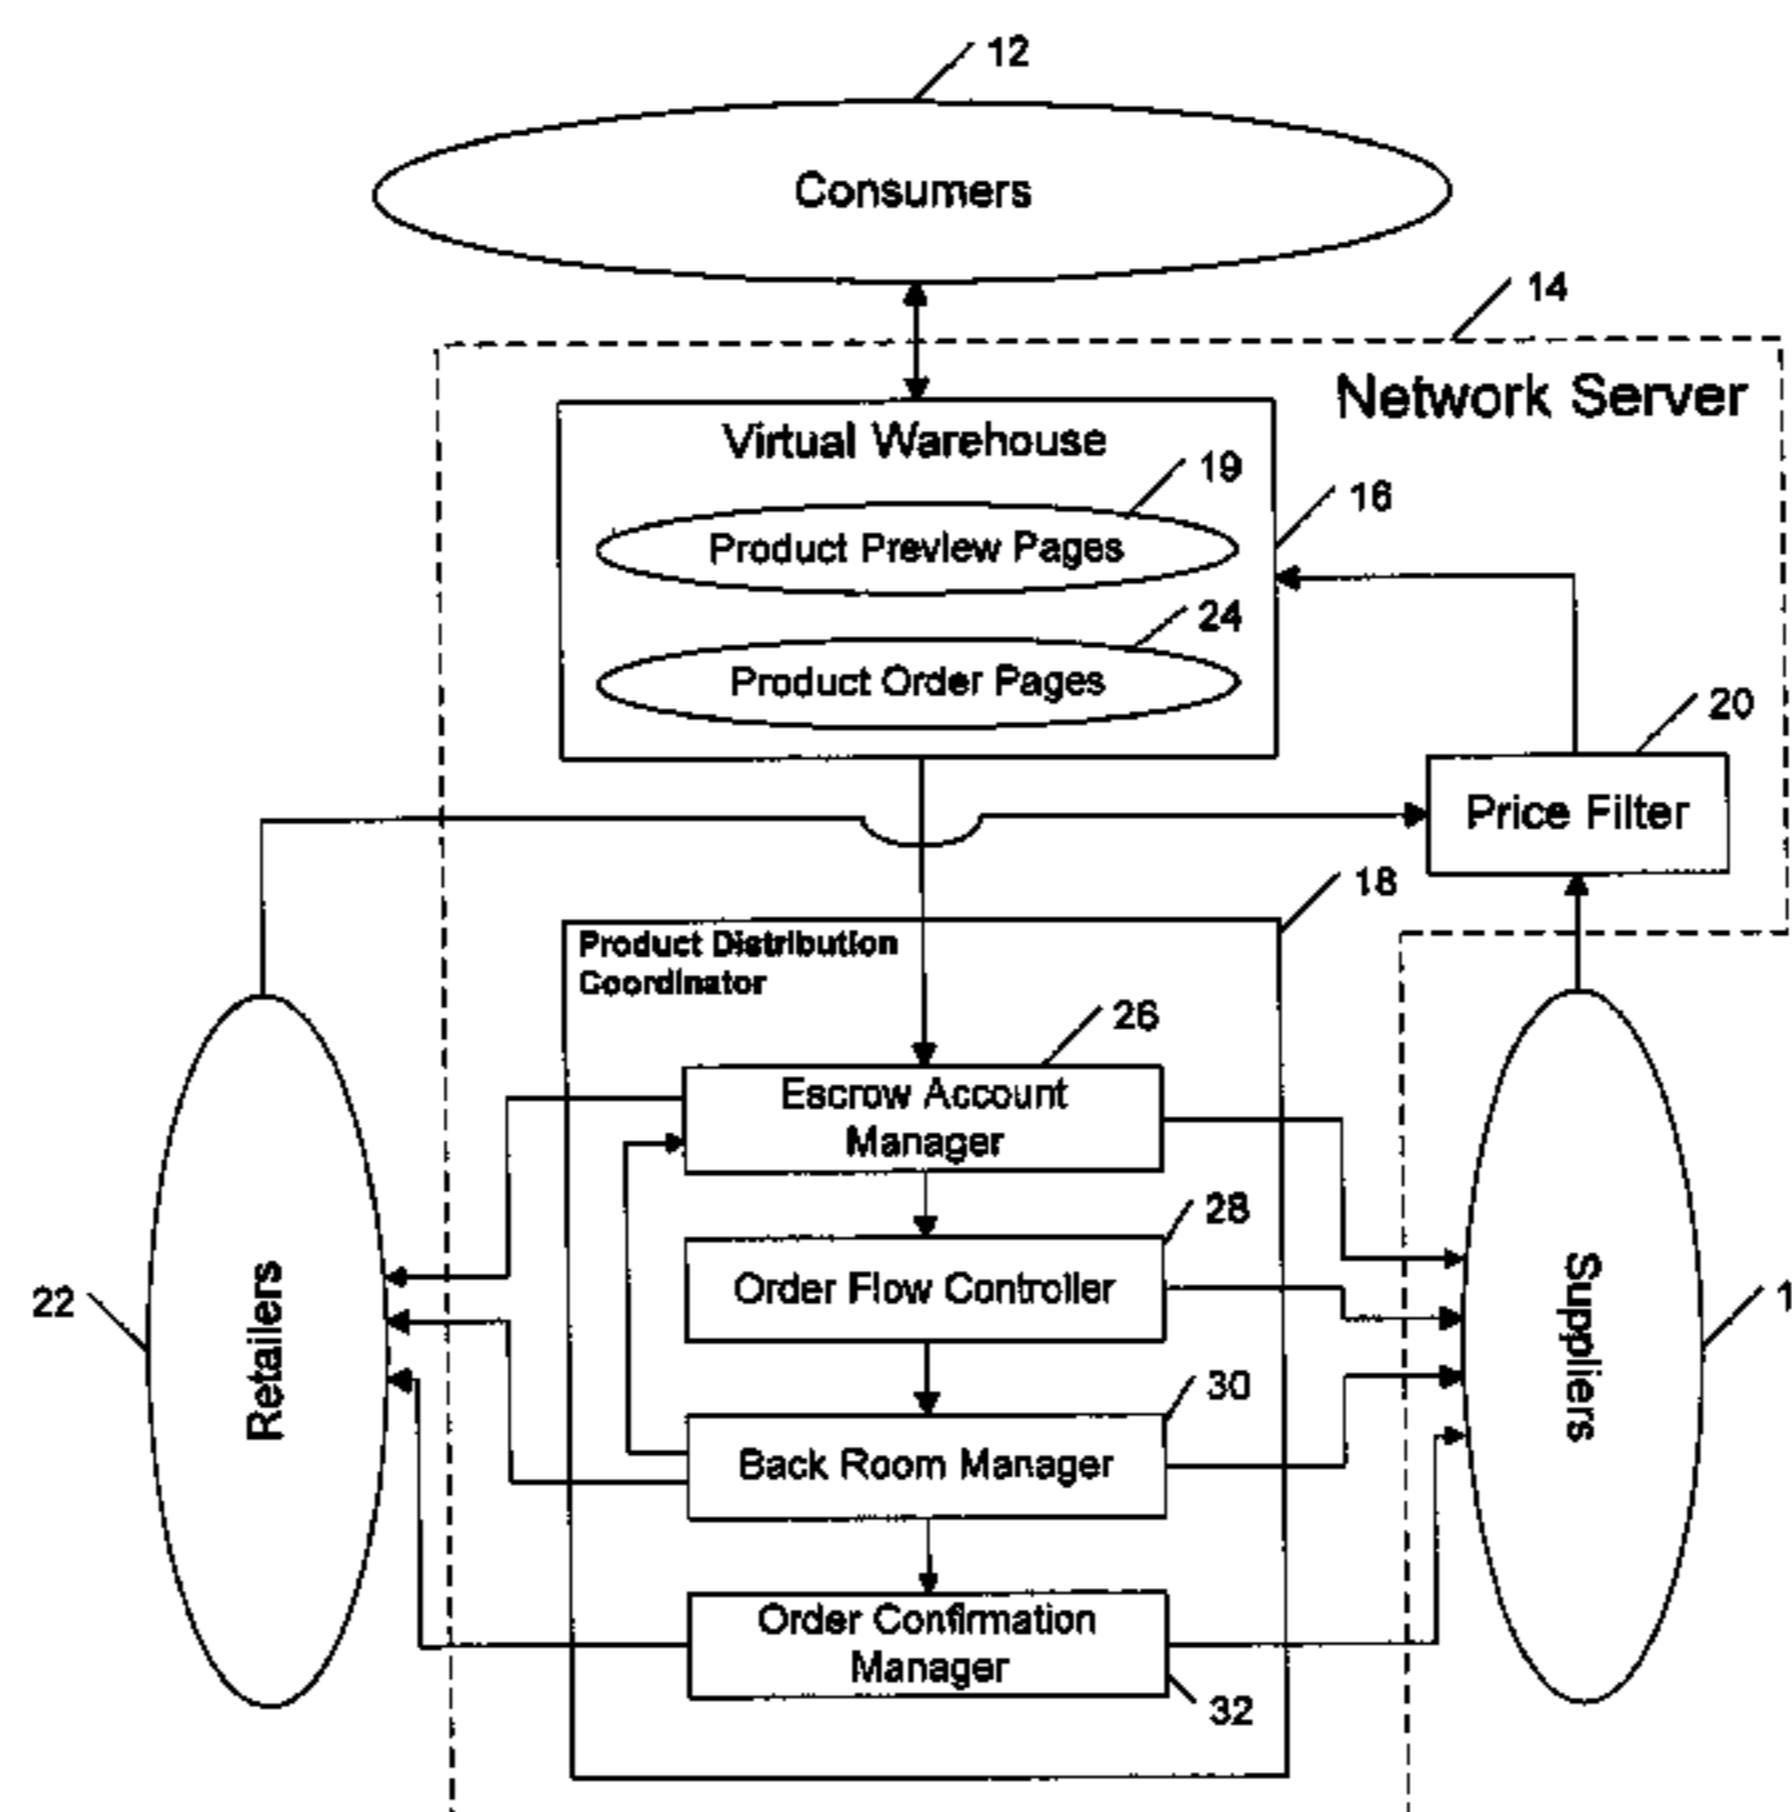 12
Consumers
14
Network Server
Virtual Warehouse
19
16
Product Preview Pages
24
Product Order Pages
20
Price Filter
18
Product Distribution
Coordinator
26
Escrow Account
Manager
28
Order Flow Controller
22
Retailers
Suppliers
30
Back Room Manager
Order Confirmation
Manager
32